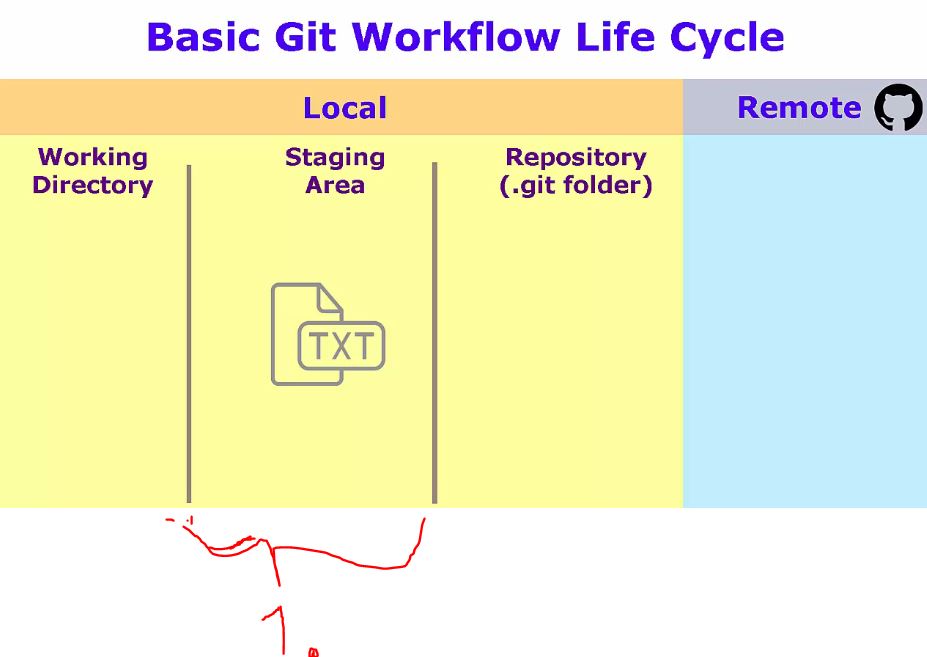 Basic Git Workflow Life Cycle
Local
Remote
Working
Directory
Staging
Area
Repository
(.git folder)
TXT